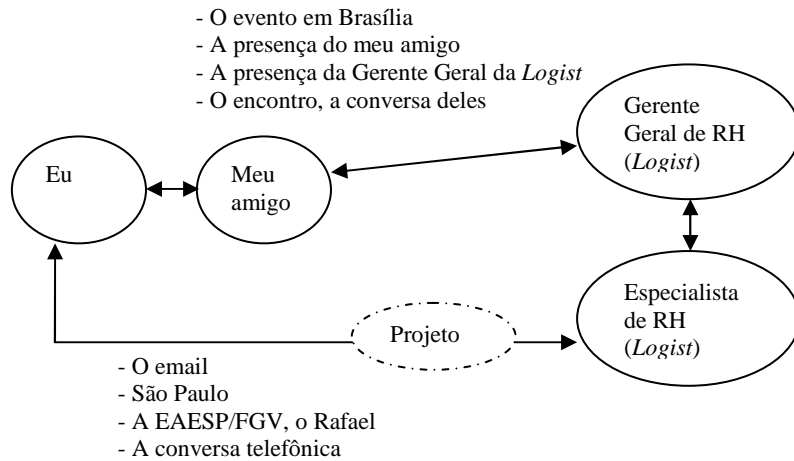 - O evento em Brasília
- A presença do meu amigo
- A presença da Gerente Geral da Logist
- O encontro, a conversa deles
Eu
Meu
amigo
Gerente
Geral de RH
(Logist)
Projeto
Especialista
de RH
(Logist)
- O email
- São Paulo
- A EAESP/FGV, o Rafael
- A conversa telefônica